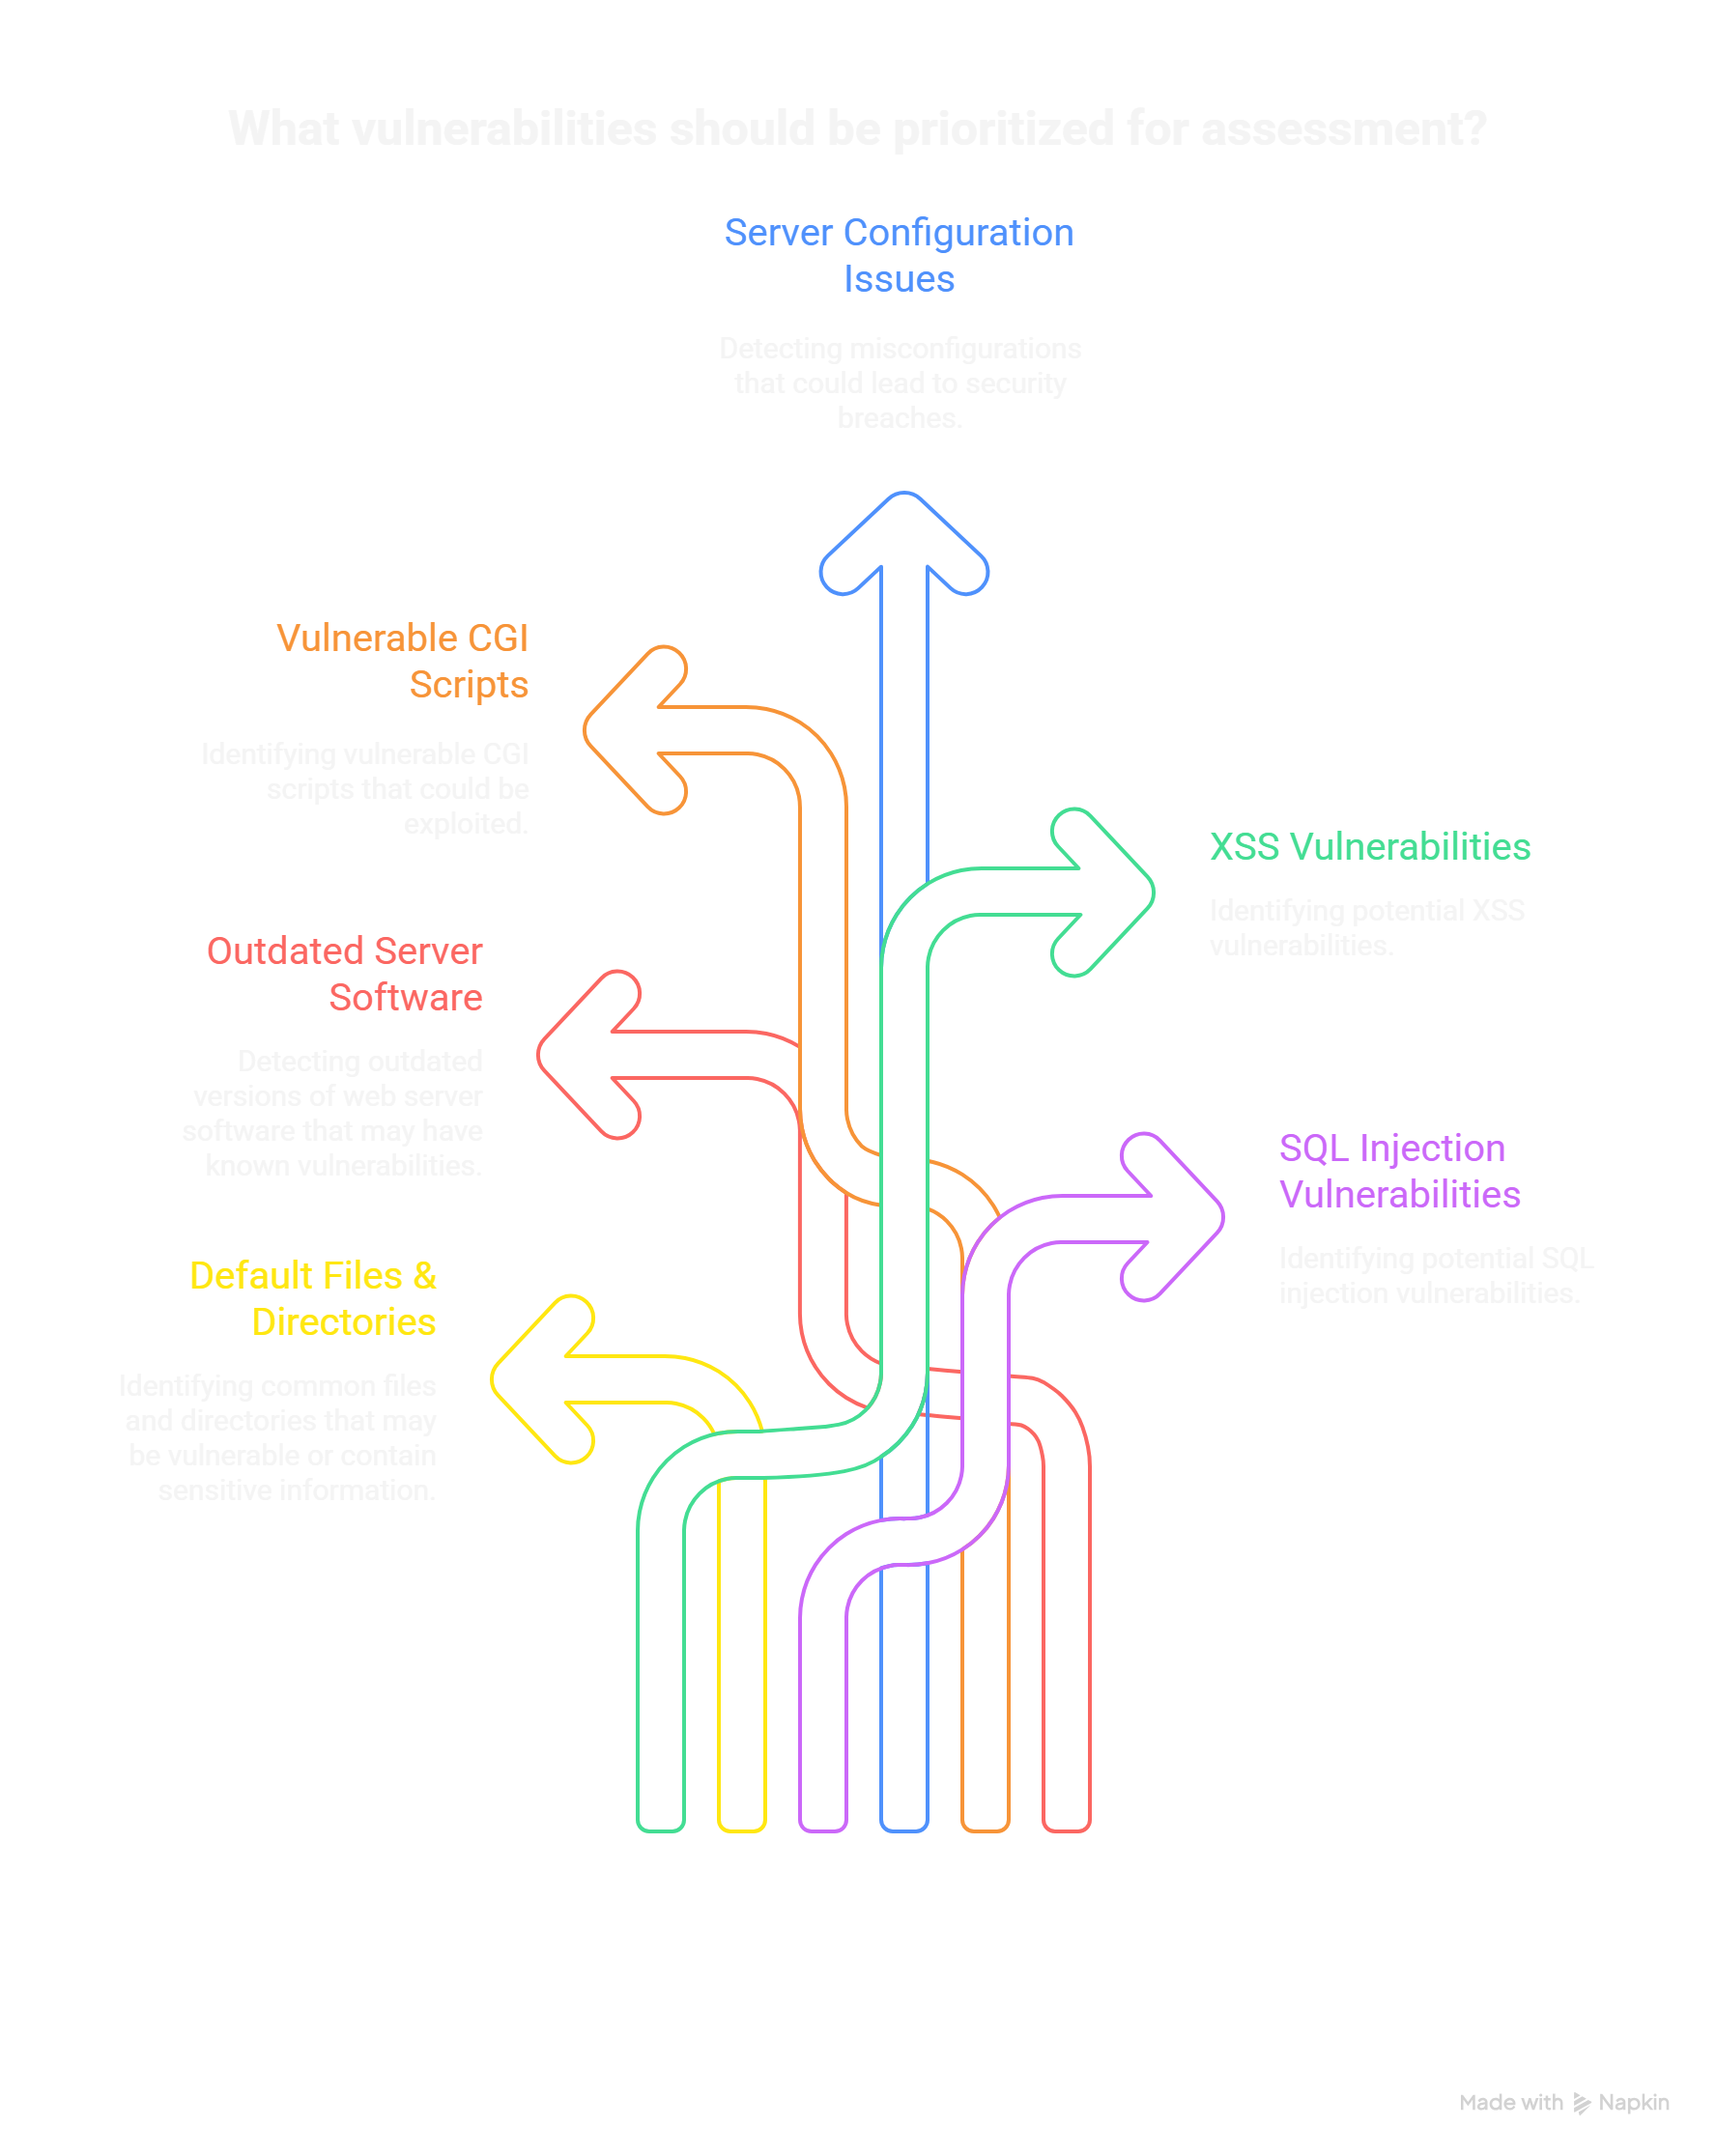 What vulnerabilities should be prioritized for assessment?
Server Configuration
Issues
Detecting misconfigurations
that could lead to security
breaches.
Vulnerable CGI
Scripts
Identifying vulnerable CGI
scripts that could be
exploited.
XSS Vulnerabilities
Identifying potential XSS
vulnerabilities.
Outdated Server
Software
Detecting outdated
versions of web server
software that may have
known vulnerabilities.
SQL Injection
Vulnerabilities
Identifying potential SQL
injection vulnerabilities.
Default Files &
Directories
Identifying common files
and directories that may
be vulnerable or contain
sensitive information.
Made with Napkin